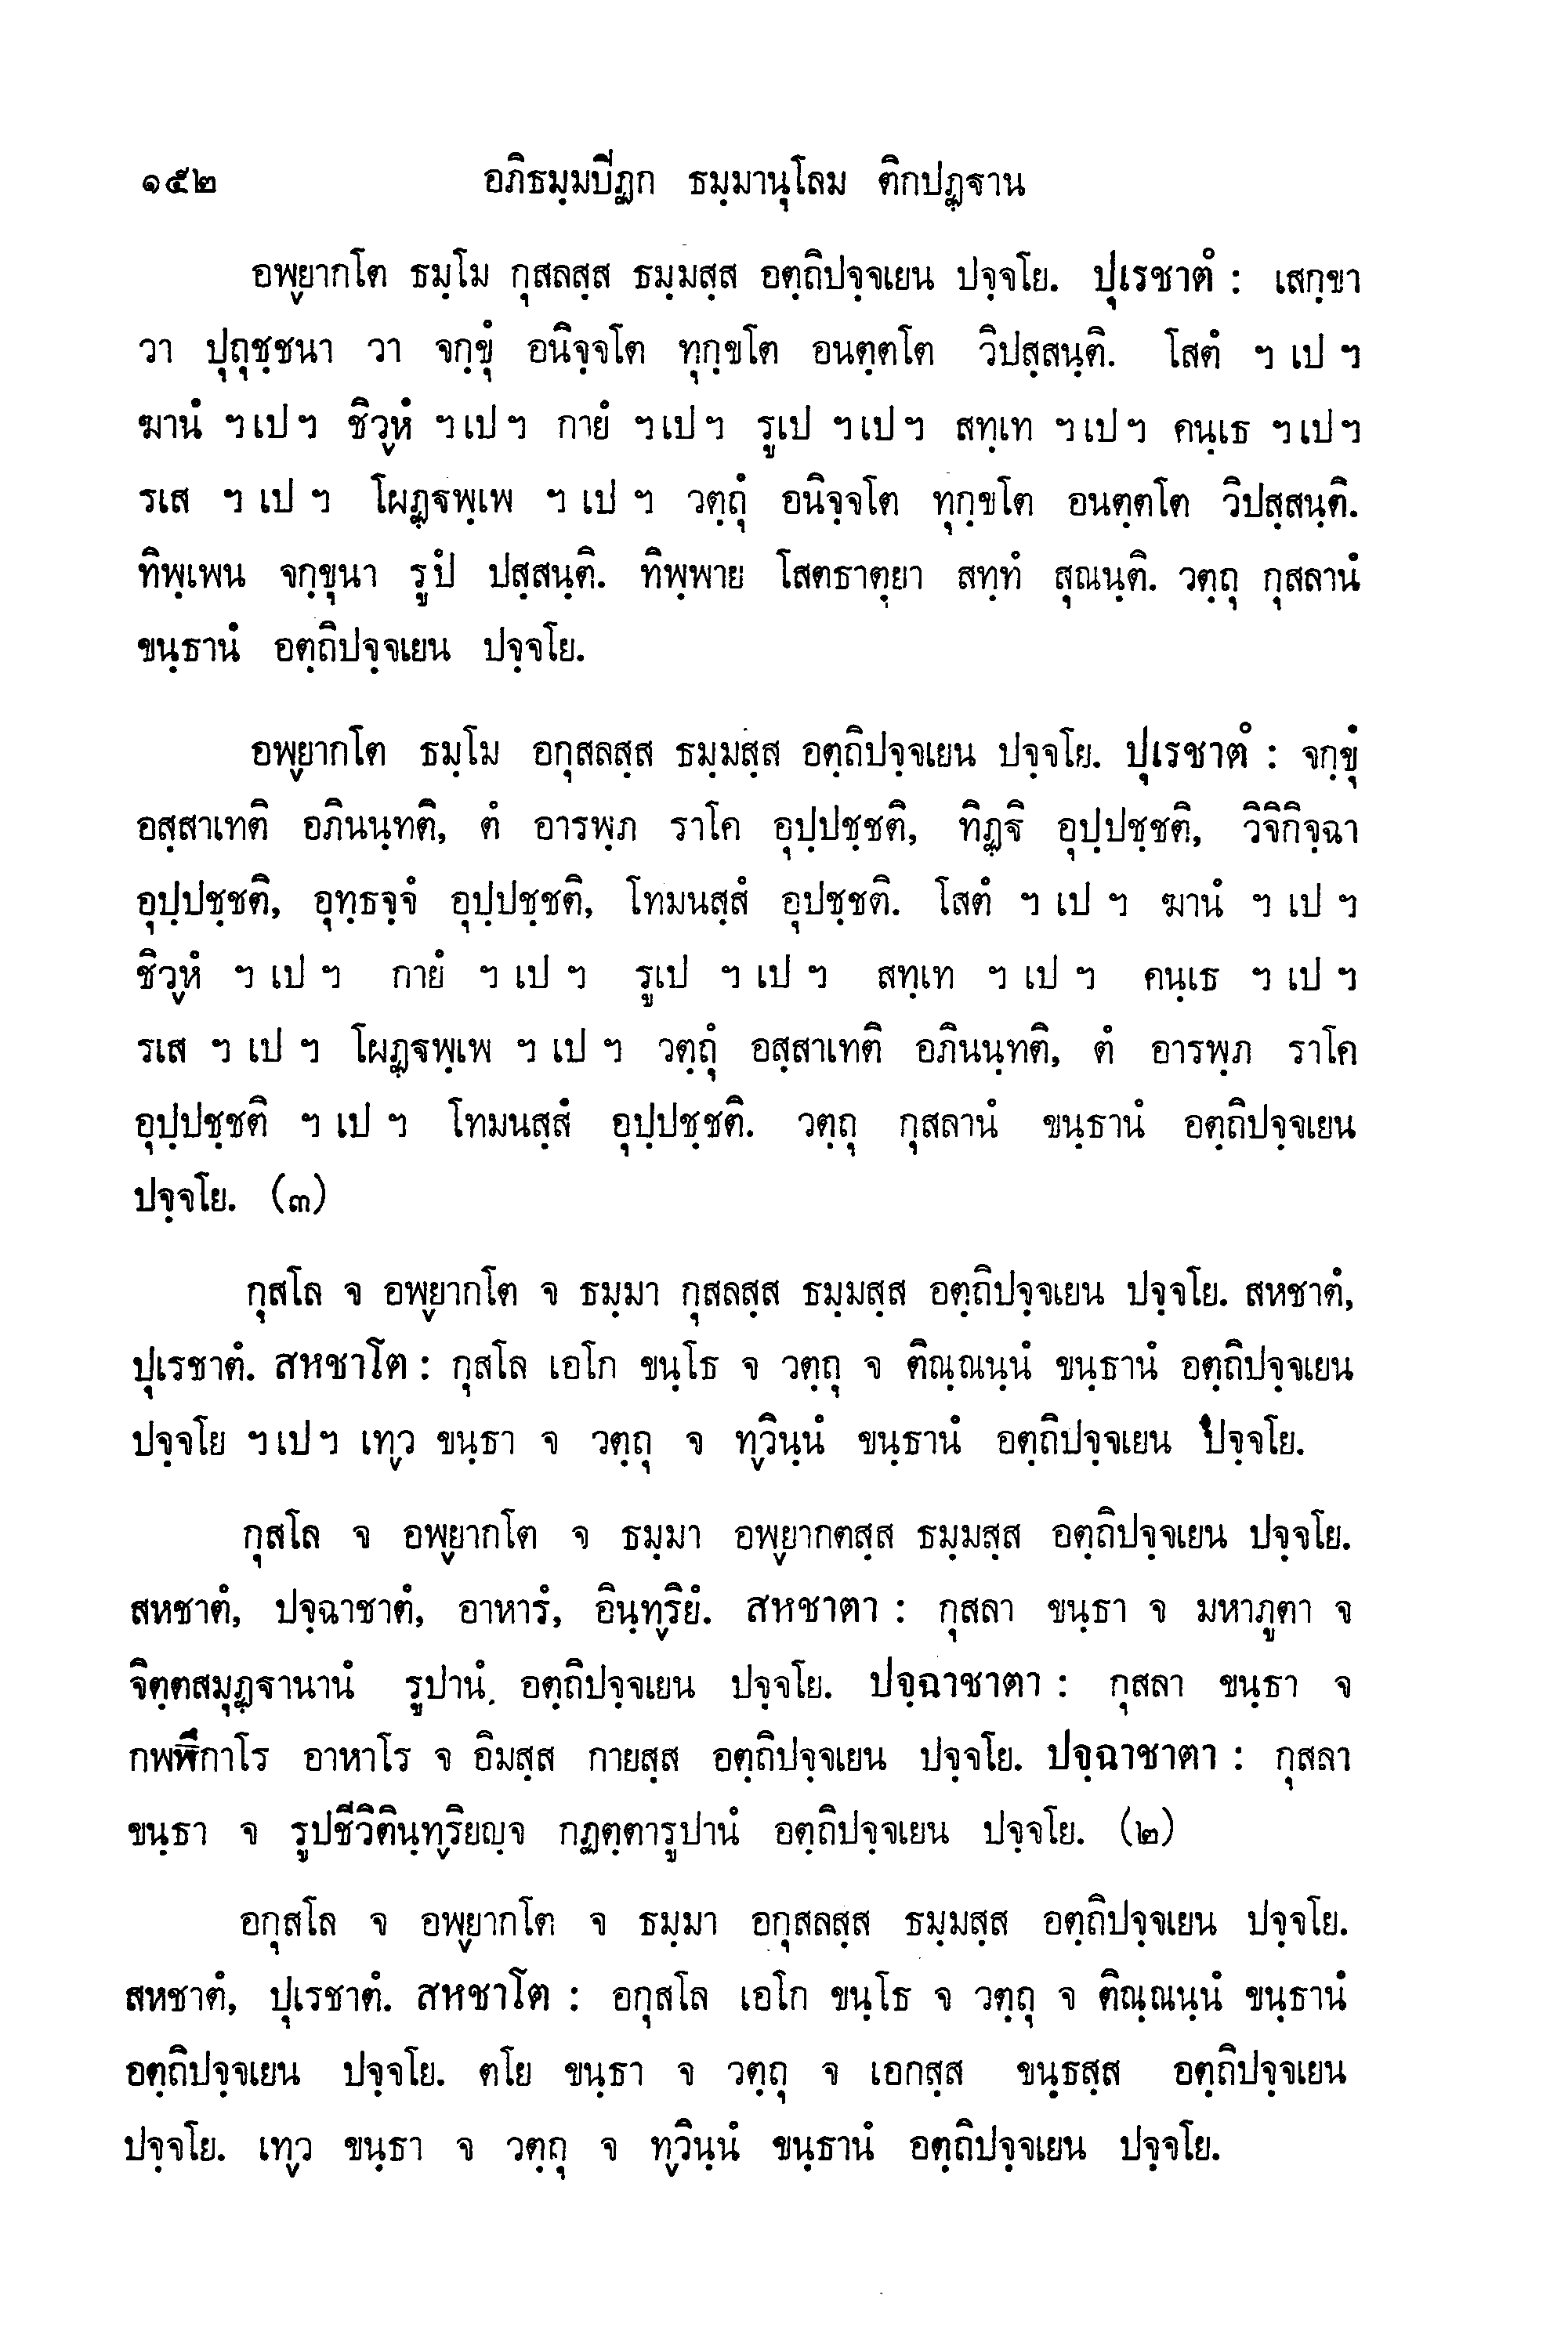 ๑๕๒ อภิธมฺมปีฏก ธมฺมานุโลม ติกปฏฺฐาน
อพฺยากโต ธมฺโม กุสลสฺส ธมฺมสฺส อตฺถิปจฺจเยน ปจฺจโย. ปุเรชาตํ : เสกฺขา
วา ปุถุชฺชนา วา จกฺขุํ อนิจฺจโต ทุกฺขโต อนตฺตโต วิปสฺสนฺติ. โสตํ ฯ เป ฯ
ฆานํ ฯ เป ฯ ชิวฺหํ ฯ เป ฯ กายํ ฯ เป ฯ รูเป ฯ เป ฯ สทฺเท ฯ เป ฯ คนฺเธ ฯ เป ฯ
รเส ฯ เป ฯ โผฏฺฐพฺเพ ฯ เป ฯ วตฺถุํ อนิจฺจโต ทุกฺขโต อนตฺตโต วิปสฺสนฺติ.
ทิพฺเพน จกฺขุนา รูปํ ปสฺสนฺติ. ทิพฺพาย โสตธาตุยา สทฺทํ สุณนฺติ. วตฺถุ กุสลานํ
ขนฺธานํ อตฺถิปจฺจเยน ปจฺจโย.
อพฺยากโต ธมฺโม อกุสลสฺส ธมฺมสฺส อตฺถิปจฺจเยน ปจฺจโย. ปุเรชาตํ : จกฺขุํ
อสฺสาเทติ อภินนฺทติ, ตํ อารพฺภ ราโค อุปฺปชฺชติ, ทิฏฺฐิ อุปฺปชฺชติ, วิจิกิจฺฉา
อุปฺปชฺชติ, อุทฺธจฺจํ อุปฺปชฺชติ, โทมนสฺสํ อุปชฺชติ. โสตํ ฯ เป ฯ ฆานํ ฯ เป ฯ
ชิวฺหํ ฯ เป ฯ กายํ ฯ เป ฯ รูเป ฯ เป ฯ สทฺเท ฯ เป ฯ คนฺเธ ฯ เป ฯ
รเส ฯ เป ฯ โผฏฺฐพฺเพ ฯ เป ฯ วตฺถุํ อสฺสาเทติ อภินนฺทติ, ตํ อารพฺภ ราโค
อุปฺปชฺชติ ฯ เป ฯ โทมนสฺสํ อุปฺปชฺชติ. วตฺถุ กุสลานํ ขนฺธานํ อตฺถิปจฺจเยน
ปจฺจโย. (๓)
กุสโล จ อพฺยากโต จ ธมฺมา กุสลสฺส ธมฺมสฺส อตฺถิปจฺจเยน ปจฺจโย. สหชาตํ,
ปุเรชาตํ. สหชาโต : กุสโล เอโก ขนฺโธ จ วตฺถุ จ ติณฺณนฺนํ ขนฺธานํ อตฺถิปจฺจเยน
ปจฺจโย ฯ เป ฯ เทฺว ขนฺธา จ วตฺถุ จ ทฺวินฺนํ ขนฺธานํ อตฺถิปจฺจเยน ปจฺจโย.
กุสโล จ อพฺยากโต จ ธมฺมา อพฺยากตสฺส ธมฺมสฺส อตฺถิปจฺจเยน ปจฺจโย.
สหชาตํ, ปจฺฉาชาตํ, อาหารํ, อินฺทฺริยํ. สหชาตา : กุสลา ขนฺธา จ มหาภูตา จ
จิตฺตสมุฏฺฐานานํ รูปานํ อตฺถิปจฺจเยน ปจฺจโย. ปจฺฉาชาตา : กุสลา ขนฺธา จ
อาหาโร จ อิมสฺส กายสฺส อตฺถิปจฺจเยน ปจฺจโย. ปจฺฉาชาตา : กุสลา
ขนฺธา จ รูปชีวิตินฺทฺริยญฺจ กฏตฺตารูปานํ อตฺถิปจฺจเยน ปจฺจโย. (๒)
อกุสโล จ อพฺยากโต จ ธมฺมา อกุสลสฺส ธมฺมสฺส อตฺถิปจฺจเยน ปจฺจโย.
สหชาตํ, ปุเรชาตํ. สหชาโต : อกุสโล เอโก ขนฺโธ จ วตฺถุ จ ติณฺณนฺนํ ขนฺธานํ
อตฺถิปจฺจเยน ปจฺจโย. ตโย ขนฺธา จ วตฺถุ จ เอกสฺส ขนฺธสฺส อตฺถิปจฺจเยน
ปจฺจโย. เทฺว ขนฺธา จ วตฺถุ จ ทฺวินฺนํ ขนฺธานํ อตฺถิปจฺจเยน ปจฺจโย.